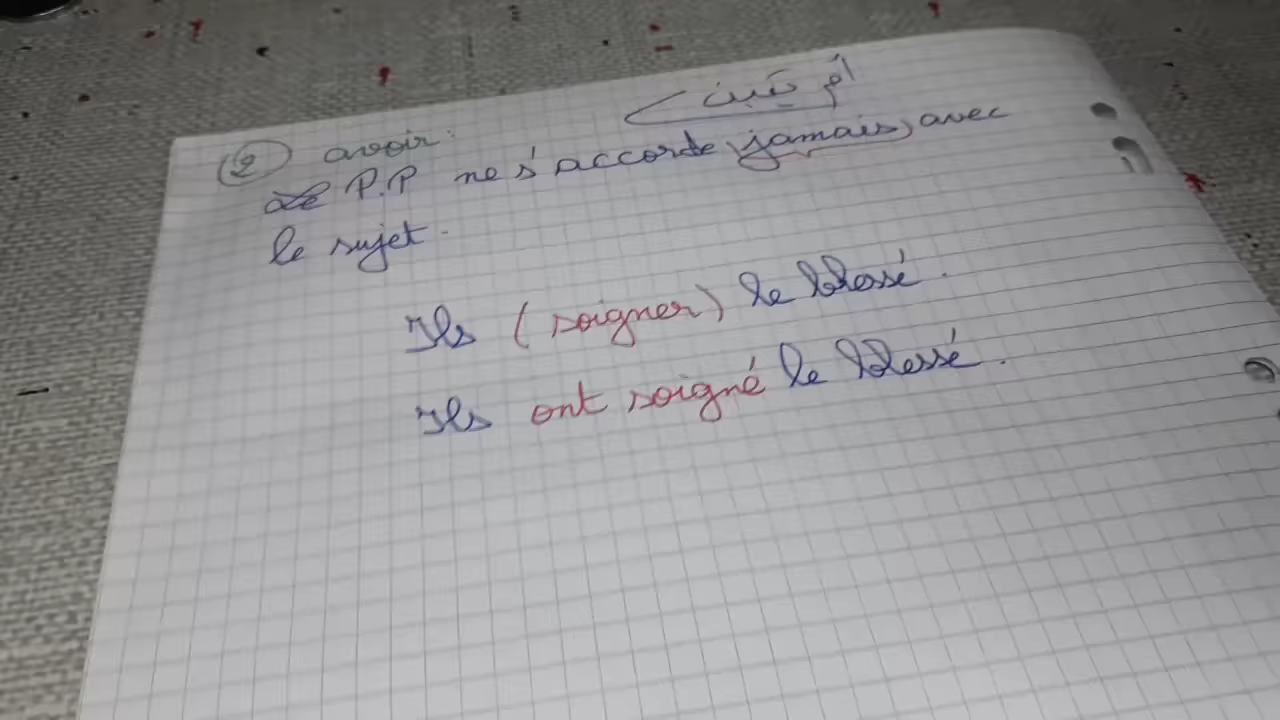 أم يقين
② avoir :
Le P.P ne s'accorde jamais avec
le sujet.
Ils (soigner) le blessé.
Ils ont soigné le blessé.